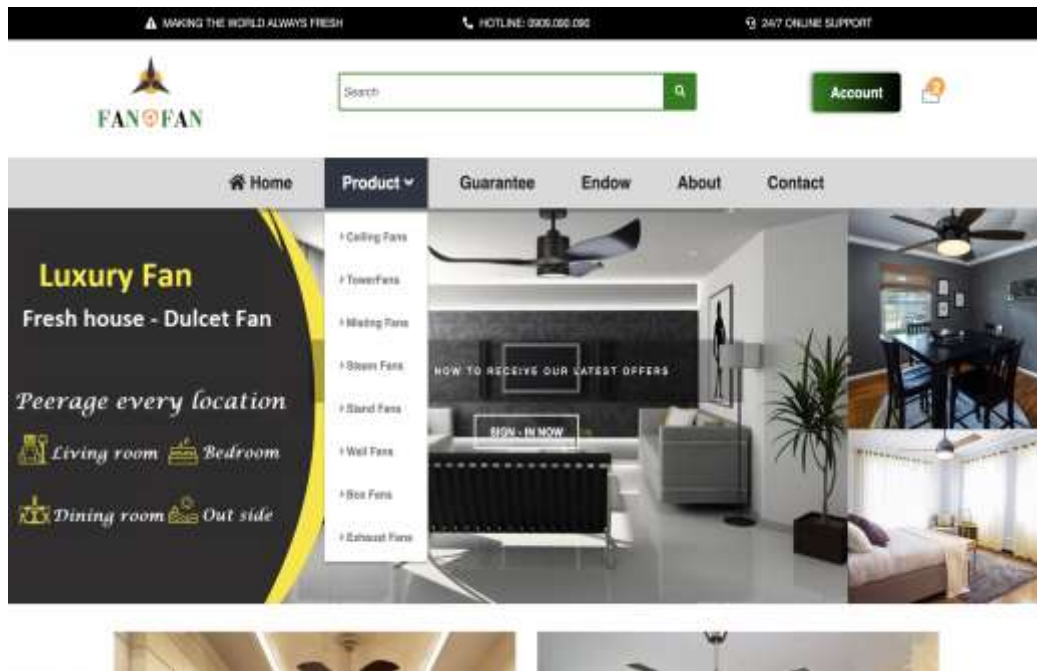 MAKING THE WORLD ALWAYS FRESH
HOTLINE: 0909.090.090
24/7 ONLINE SUPPORT
FAN FAN
Search
Account
2
Home
Product
Guarantee
Endow
About
Contact
Ceiling Fans
TowerFans
Misting Fans
Steam Fans
Stand Fans
Wall Fans
Box Fans
Exhaust Fans
Luxury Fan
Fresh house - Dulcet Fan
Peerage every location
Living room
Bedroom
Dining room
Out side
NOW TO RECEIVE OUR LATEST OFFERS
SIGN - IN NOW